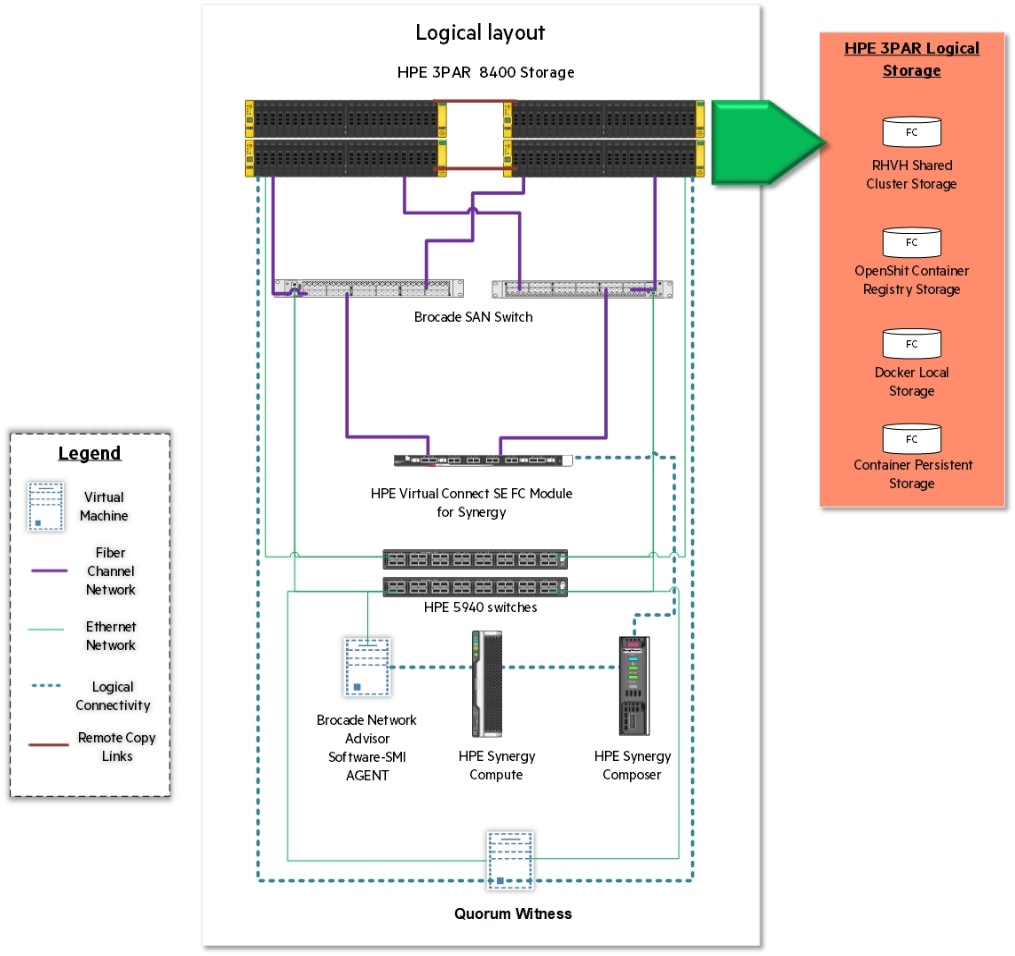 Logical layout
HPE 3PAR 8400 Storage
Brocade SAN Switch
HPE Virtual Connect SE FC Module
for Synergy
HPE 5940 switches
Brocade Network
Advisor
Software-SMI
AGENT
HPE Synergy
Compute
HPE Synergy
Composer
Quorum Witness
HPE 3PAR Logical
Storage
FC
RHVH Shared
Cluster Storage
FC
OpenShit Container
Registry Storage
FC
Docker Local
Storage
FC
Container Persistent
Storage
Legend
Virtual
Machine
Fiber
Channel
Network
Ethernet
Network
Logical
Connectivity
Remote Copy
Links